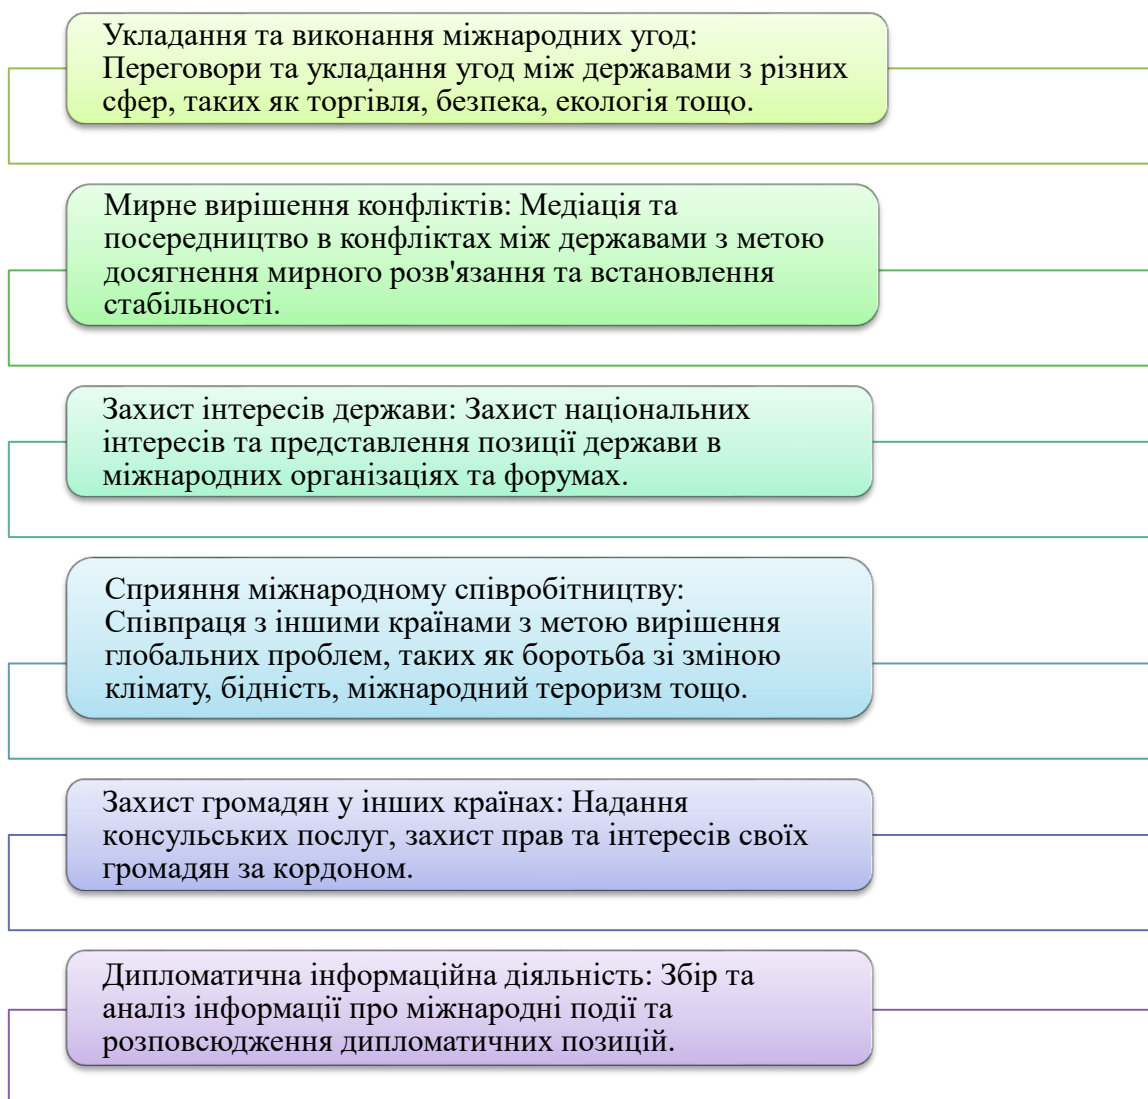 Укладання та виконання міжнародних угод:
Переговори та укладання угод між державами з різних
сфер, таких як торгівля, безпека, екологія тощо.
Мирне вирішення конфліктів: Медіація та
посередництво в конфліктах між державами з метою
досягнення мирного розв'язання та встановлення
стабільності.
Захист інтересів держави: Захист національних
інтересів та представлення позиції держави в
міжнародних організаціях та форумах.
Сприяння міжнародному співробітництву:
Співпраця з іншими країнами з метою вирішення
глобальних проблем, таких як боротьба зі зміною
клімату, бідність, міжнародний тероризм тощо.
Захист громадян у інших країнах: Надання
консульських послуг, захист прав та інтересів своїх
громадян за кордоном.
Дипломатична інформаційна діяльність: Збір та
аналіз інформації про міжнародні події та
розповсюдження дипломатичних позицій.